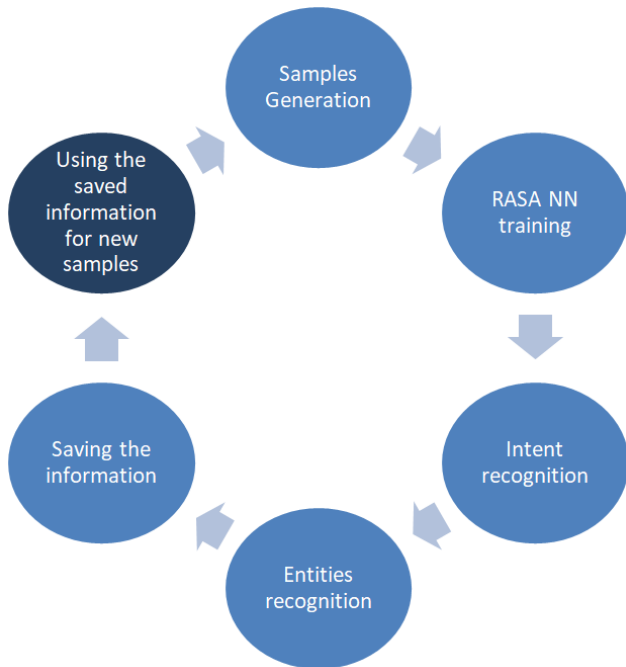 Samples
Generation
RASA NN
training
Intent
recognition
Entities
recognition
Saving the
information
Using the
saved
information
for new
samples